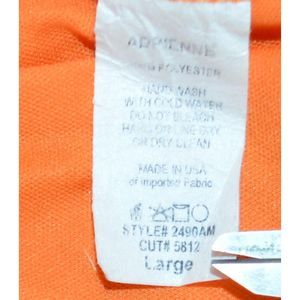 ADRIENNE
POLYESTER
HAND WASH
WITH COLD WATER
DO NOT BLEACH
HANG OR LINE DRY
OR DRY CLEAN
MADE IN USA
of imported Fabric
STYLE# 2490AM
CUT# 5812
Large